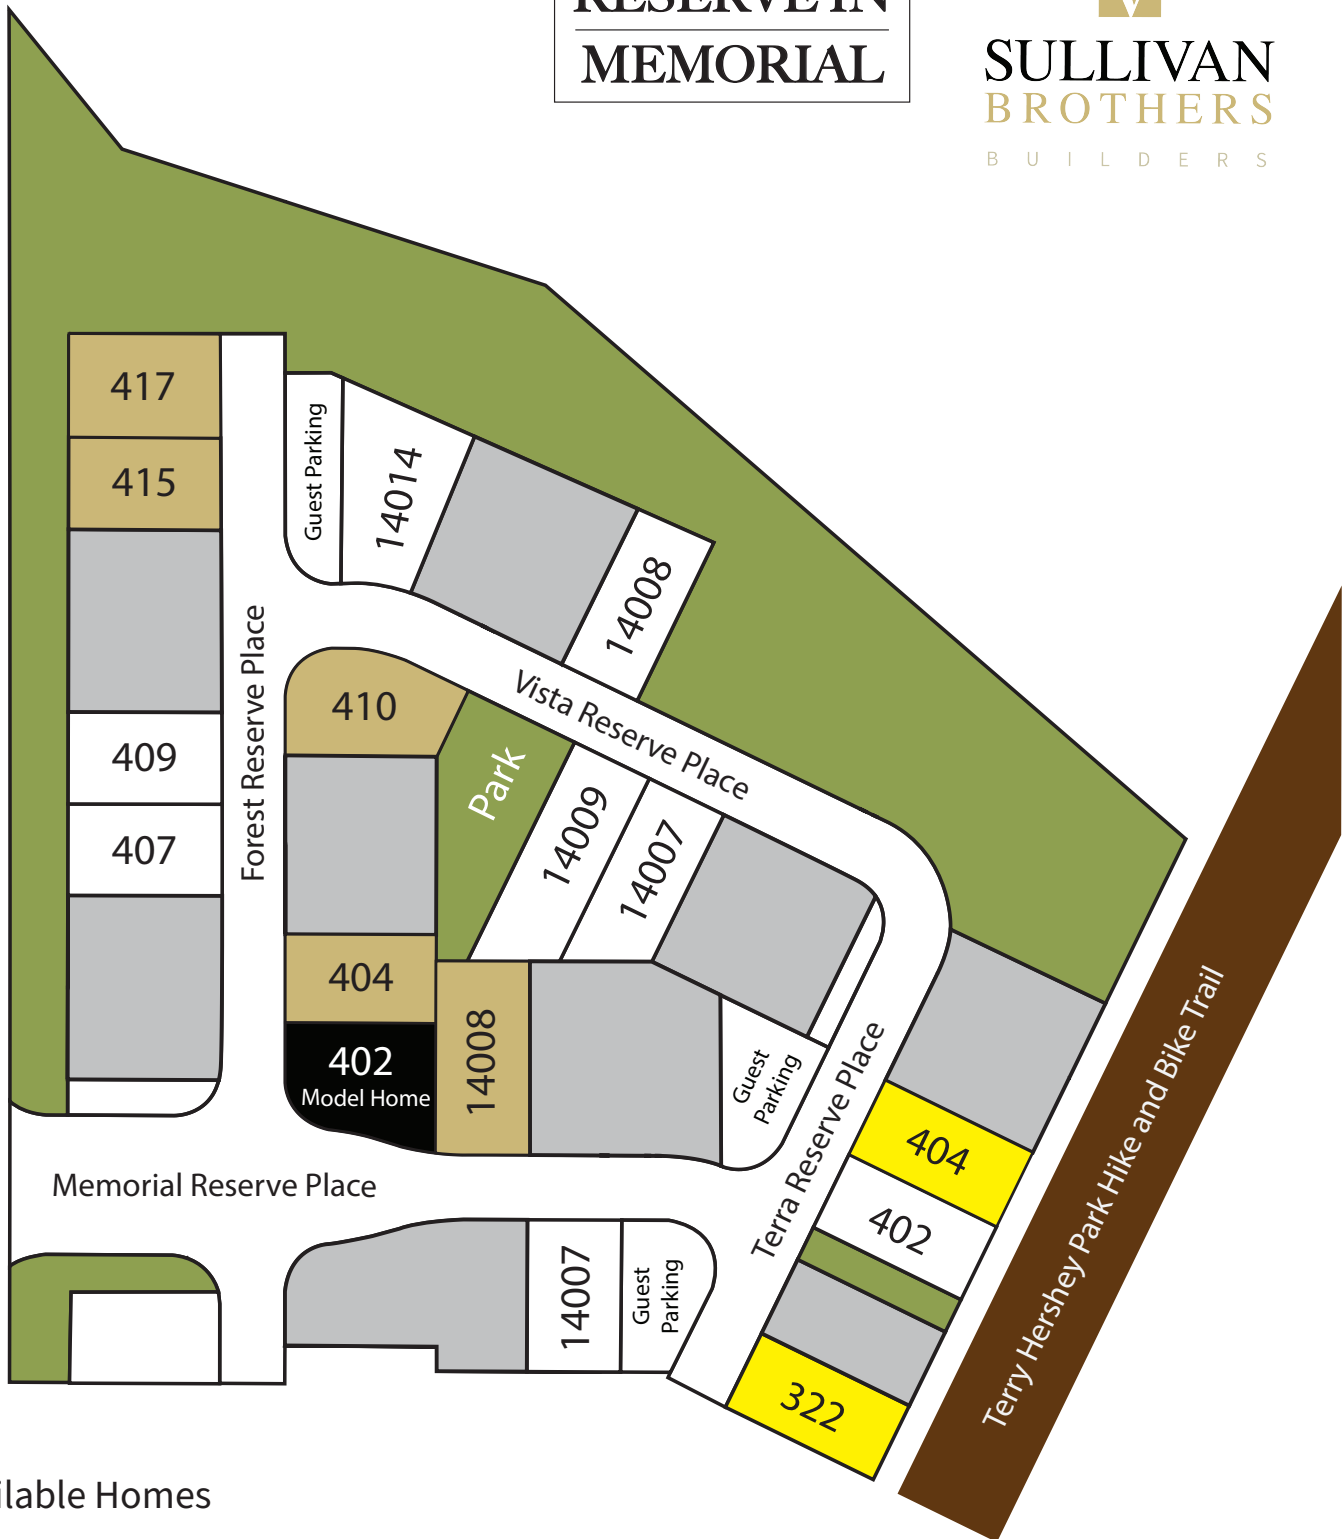 MEMORIAL
SULLIVAN
BROTHERS
BUILDERS
417
415
Guest Parking
14014
14008
Forest Reserve Place
Vista Reserve Place
410
Park
409
407
14009
14007
404
402
Model Home
14008
Guest
Parking
Terra Reserve Place
404
402
Terry Hershey Park Hike and Bike Trail
Memorial Reserve Place
14007
Guest
Parking
322
Homes